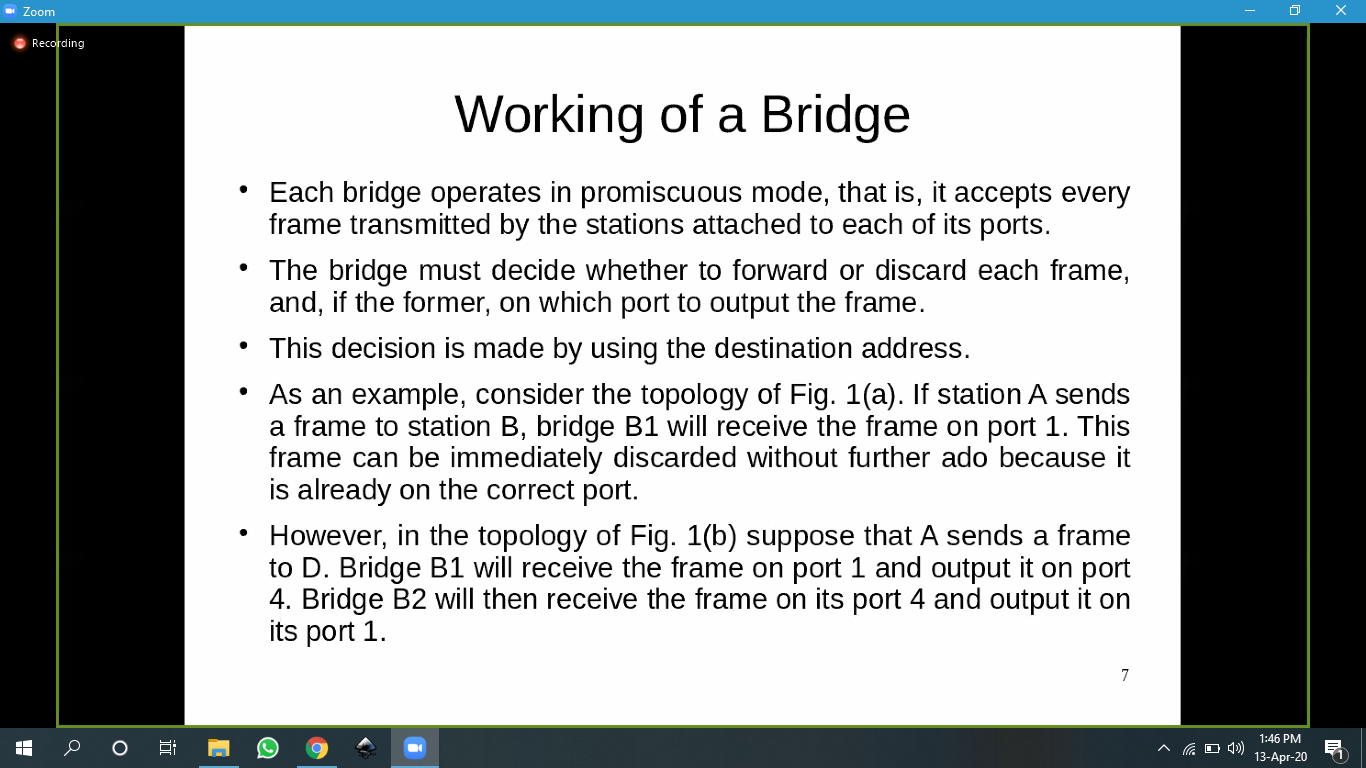 Zoom
Recording
Working of a Bridge
• Each bridge operates in promiscuous mode, that is, it accepts every
frame transmitted by the stations attached to each of its ports.
• The bridge must decide whether to forward or discard each frame,
and, if the former, on which port to output the frame.
• This decision is made by using the destination address.
• As an example, consider the topology of Fig. 1(a). If station A sends
a frame to station B, bridge B1 will receive the frame on port 1. This
frame can be immediately discarded without further ado because it
is already on the correct port.
• However, in the topology of Fig. 1(b) suppose that A sends a frame
to D. Bridge B1 will receive the frame on port 1 and output it on port
4. Bridge B2 will then receive the frame on its port 4 and output it on
its port 1.
7
1:46 PM
13-Apr-20
1